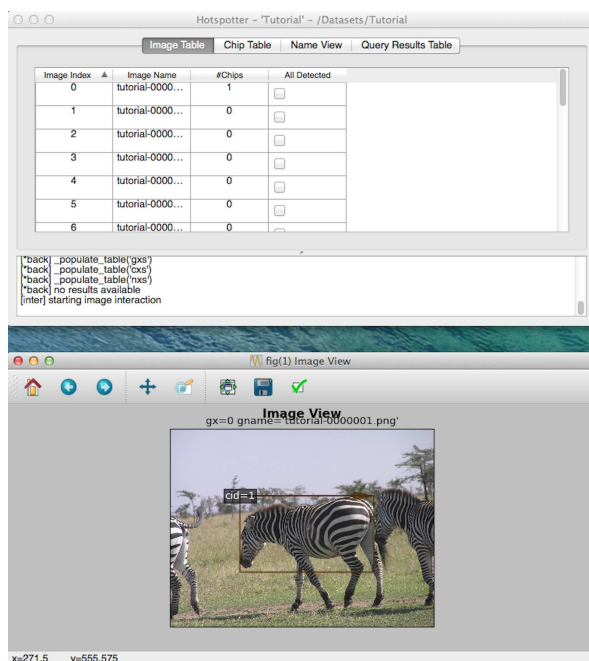 Hotspotter – 'Tutorial' – /Datasets/Tutorial
Image Table Chip Table Name View Query Results Table
Image Index Image Name #Chips All Detected
0 tutorial-0000... 1
1 tutorial-0000... 0
2 tutorial-0000... 0
3 tutorial-0000... 0
4 tutorial-0000... 0
5 tutorial-0000... 0
6 tutorial-0000... 0
[*back] _populate_table('gxs')
[*back] _populate_table('cxs')
[*back] _populate_table('nxs')
[*back] no results available
[inter] starting image interaction
fig(1) Image View
Image View
gx=0 gname='tutorial-0000001.png'
cid=1
x=271.5 y=555.575